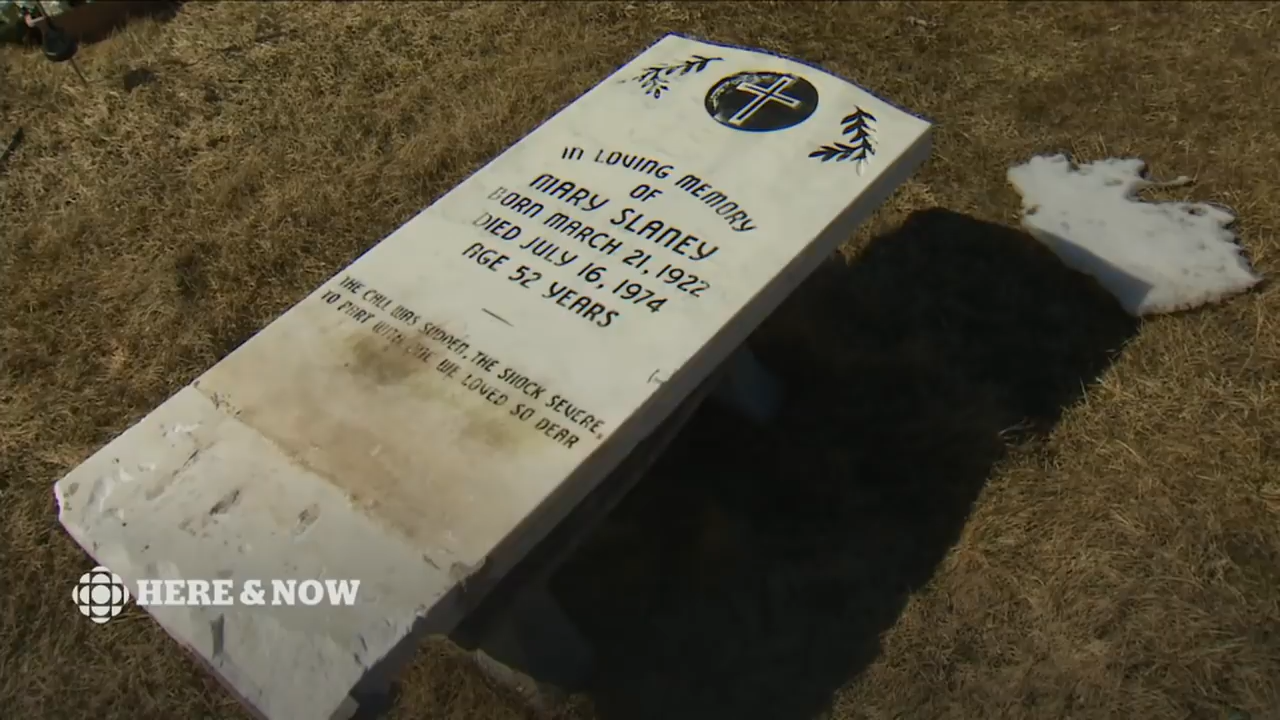 IN LOVING MEMORY
OF
MARY SLANEY
BORN MARCH 21, 1922
DIED JULY 16, 1974
AGE 52 YEARS
THE CALL WAS SUDDEN, THE SHOCK SEVERE,
TO PART WITH ONE WE LOVED SO DEAR
HERE & NOW